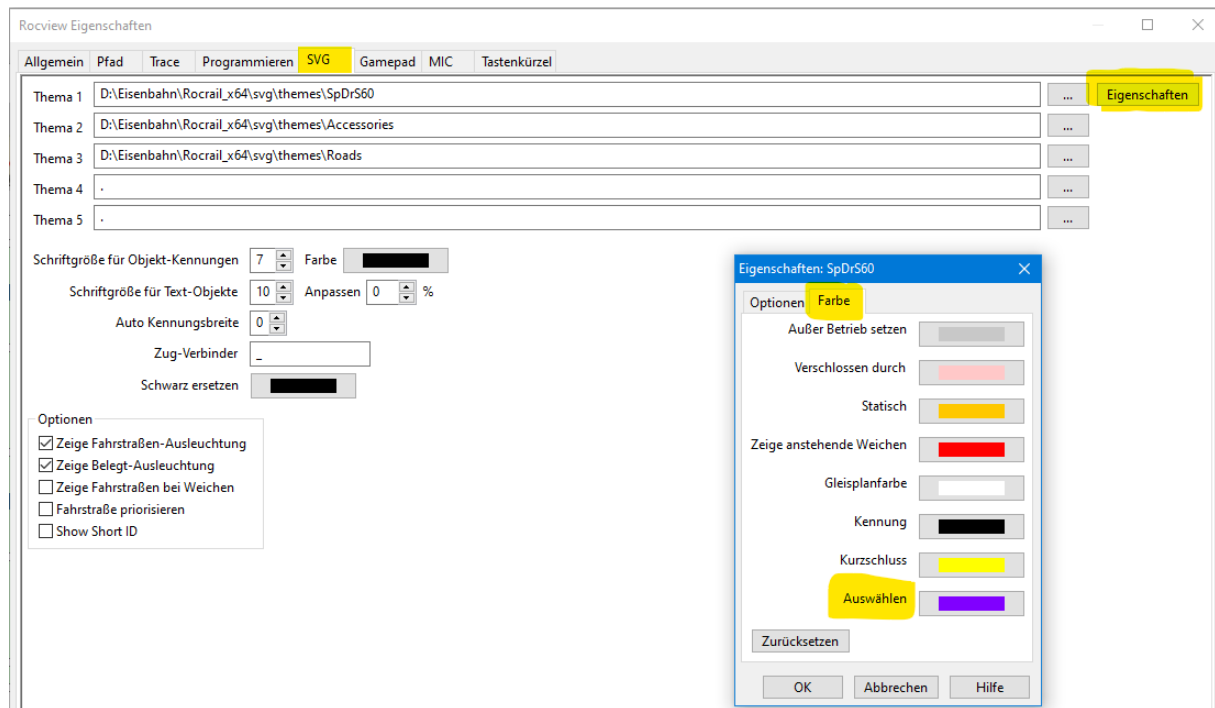 Rocview Eigenschaften
Allgemein Pfad Trace Programmieren SVG Gamepad MIC Tastenkürzel
Thema 1 D:\Eisenbahn\Rocrail_x64\svg\themes\SpDrS60 ... Eigenschaften
Thema 2 D:\Eisenbahn\Rocrail_x64\svg\themes\Accessories ...
Thema 3 D:\Eisenbahn\Rocrail_x64\svg\themes\Roads ...
Thema 4 . ...
Thema 5 . ...
Schriftgröße für Objekt-Kennungen 7 Farbe
Schriftgröße für Text-Objekte 10 Anpassen 0 %
Auto Kennungsbreite 0
Zug-Verbinder _
Schwarz ersetzen
Optionen
Zeige Fahrstraßen-Ausleuchtung
Zeige Belegt-Ausleuchtung
Zeige Fahrstraßen bei Weichen
Fahrstraße priorisieren
Show Short ID
Eigenschaften: SpDrS60
Optionen Farbe
Außer Betrieb setzen
Verschlossen durch
Statisch
Zeige anstehende Weichen
Gleisplanfarbe
Kennung
Kurzschluss
Auswählen
Zurücksetzen
OK Abbrechen Hilfe